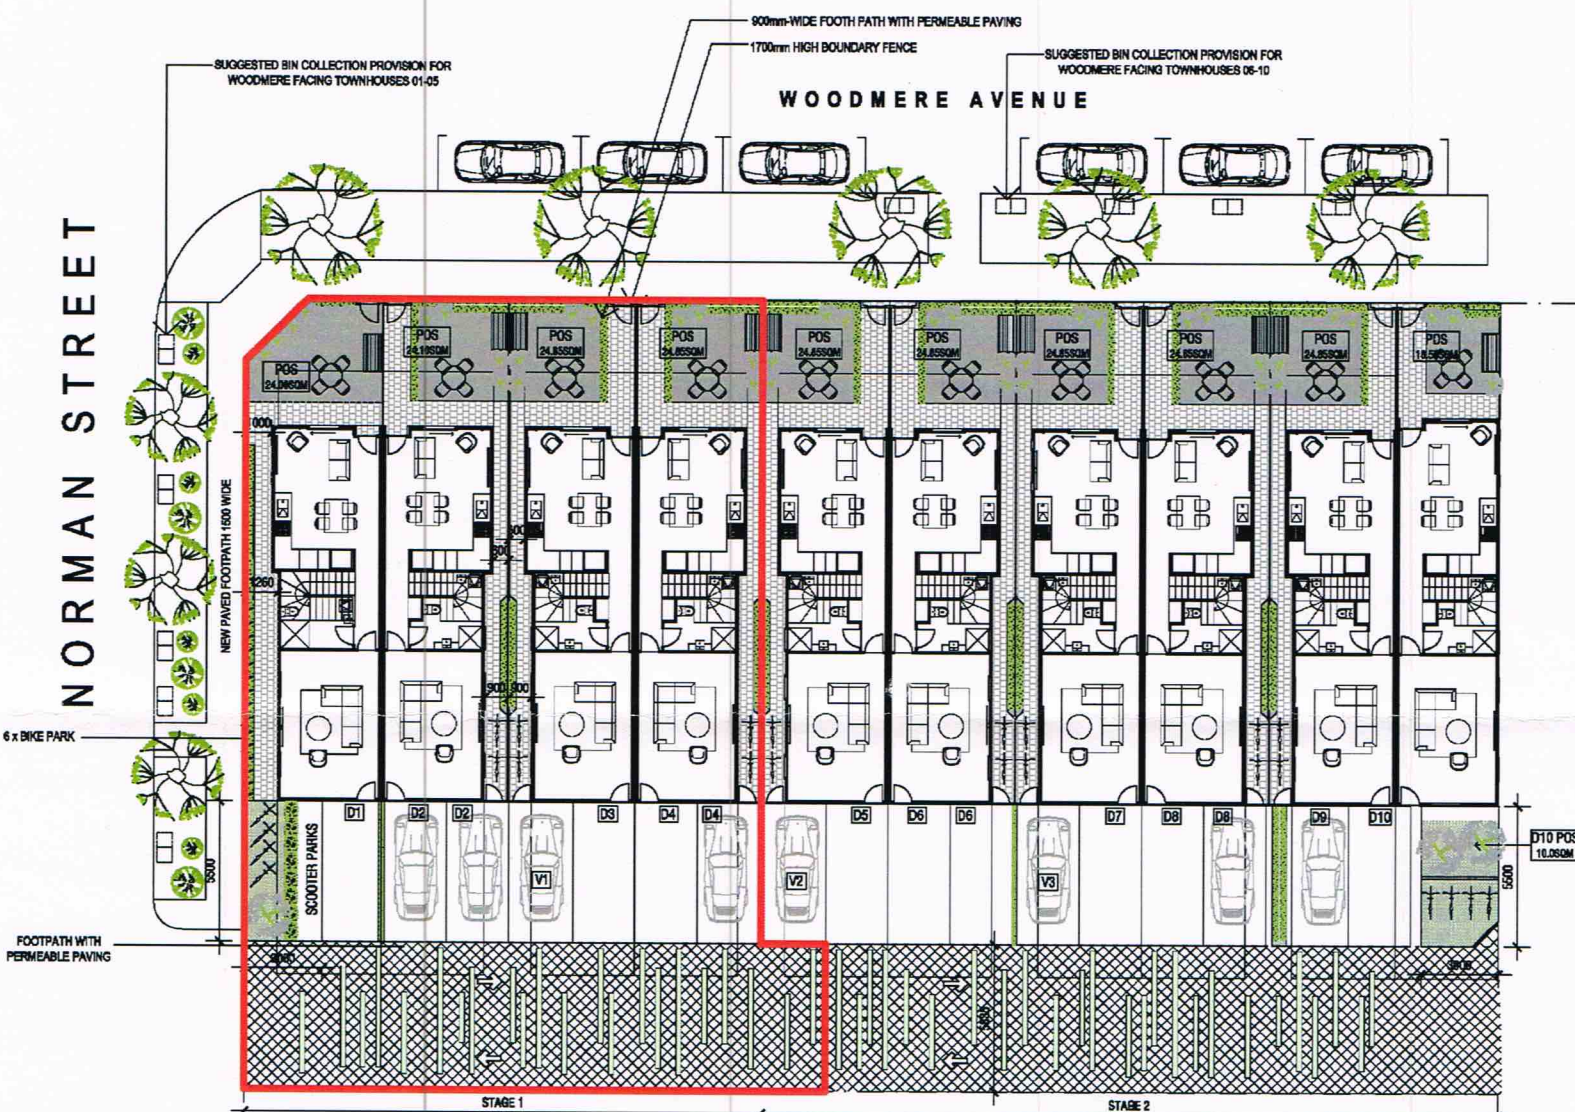 900mm-WIDE FOOTH PATH WITH PERMEABLE PAVING
1700mm HIGH BOUNDARY FENCE
SUGGESTED BIN COLLECTION PROVISION FOR
WOODMERE FACING TOWNHOUSES 01-05
SUGGESTED BIN COLLECTION PROVISION FOR
WOODMERE FACING TOWNHOUSES 06-10
WOODMERE AVENUE
NORMAN STREET
POS
POS
24.85SQM
POS
24.85SQM
POS
24.85SQM
POS
24.85SQM
POS
24.85SQM
POS
24.85SQM
POS
24.85SQM
POS
POS
NEW PAVED FOOTPATH 1500 WIDE
900 900
6 x BIKE PARK
D1
D2
D2
D3
D4
D4
D5
D6
D6
D7
D8
D8
D9
D10
SCOOTER PARKS
V1
V2
V3
D10 POS
10.0SQM
5500
5500
FOOTPATH WITH
PERMEABLE PAVING
STAGE 1
STAGE 2